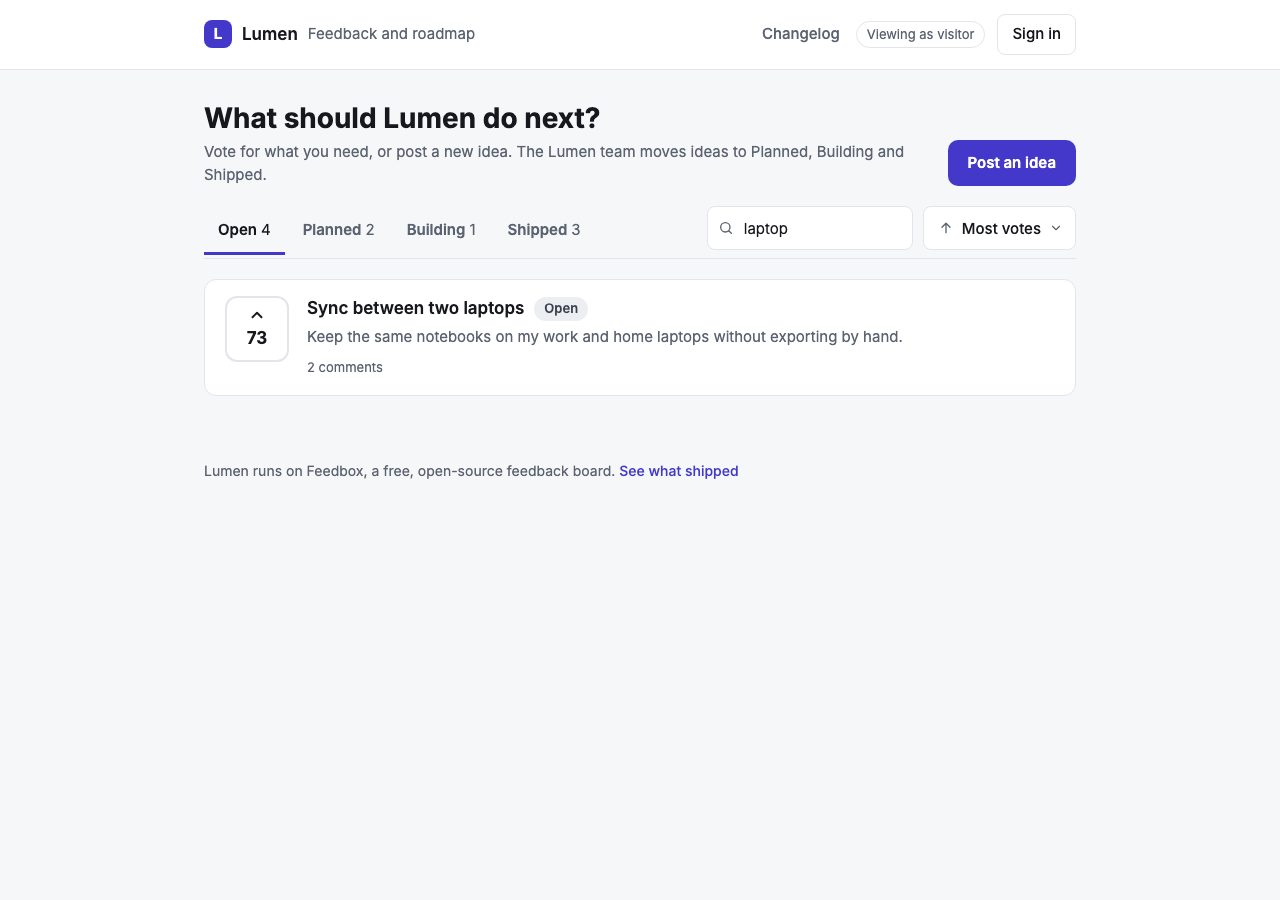 L Lumen Feedback and roadmap Changelog Viewing as visitor Sign in
What should Lumen do next?
Vote for what you need, or post a new idea. The Lumen team moves ideas to Planned, Building and
Shipped.
Post an idea
Open 4 Planned 2 Building 1 Shipped 3 laptop Most votes
Sync between two laptops Open
73
Keep the same notebooks on my work and home laptops without exporting by hand.
2 comments
Lumen runs on Feedbox, a free, open-source feedback board. See what shipped